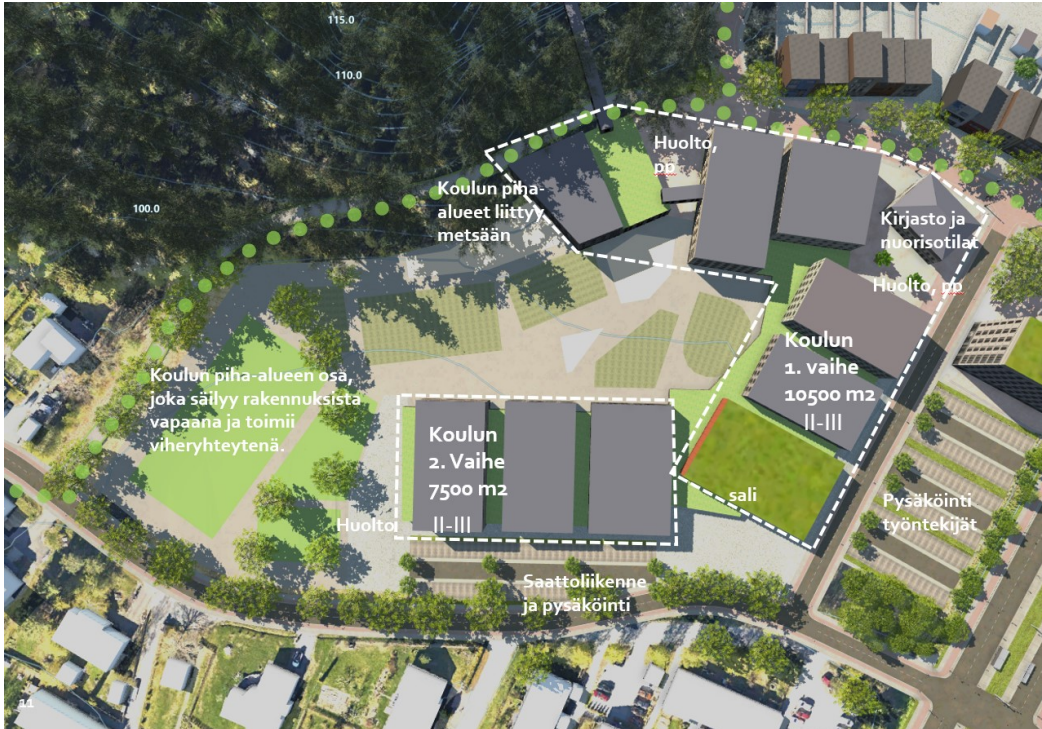 115.0
110.0
100.0
Huolto,
pp
Koulun piha-
alueet liittyy
metsään
Kirjasto ja
nuorisotilat
Huolto, pp
Koulun
1. vaihe
10500 m2
II-III
Koulun piha-alueen osa,
joka säilyy rakennuksista
vapaana ja toimii
viheryhteytenä.
Koulun
2. Vaihe
7500 m2
II-III
Huolto
sali
Pysäköinti
työntekijät
Saattoliikenne
ja pysäköinti
11